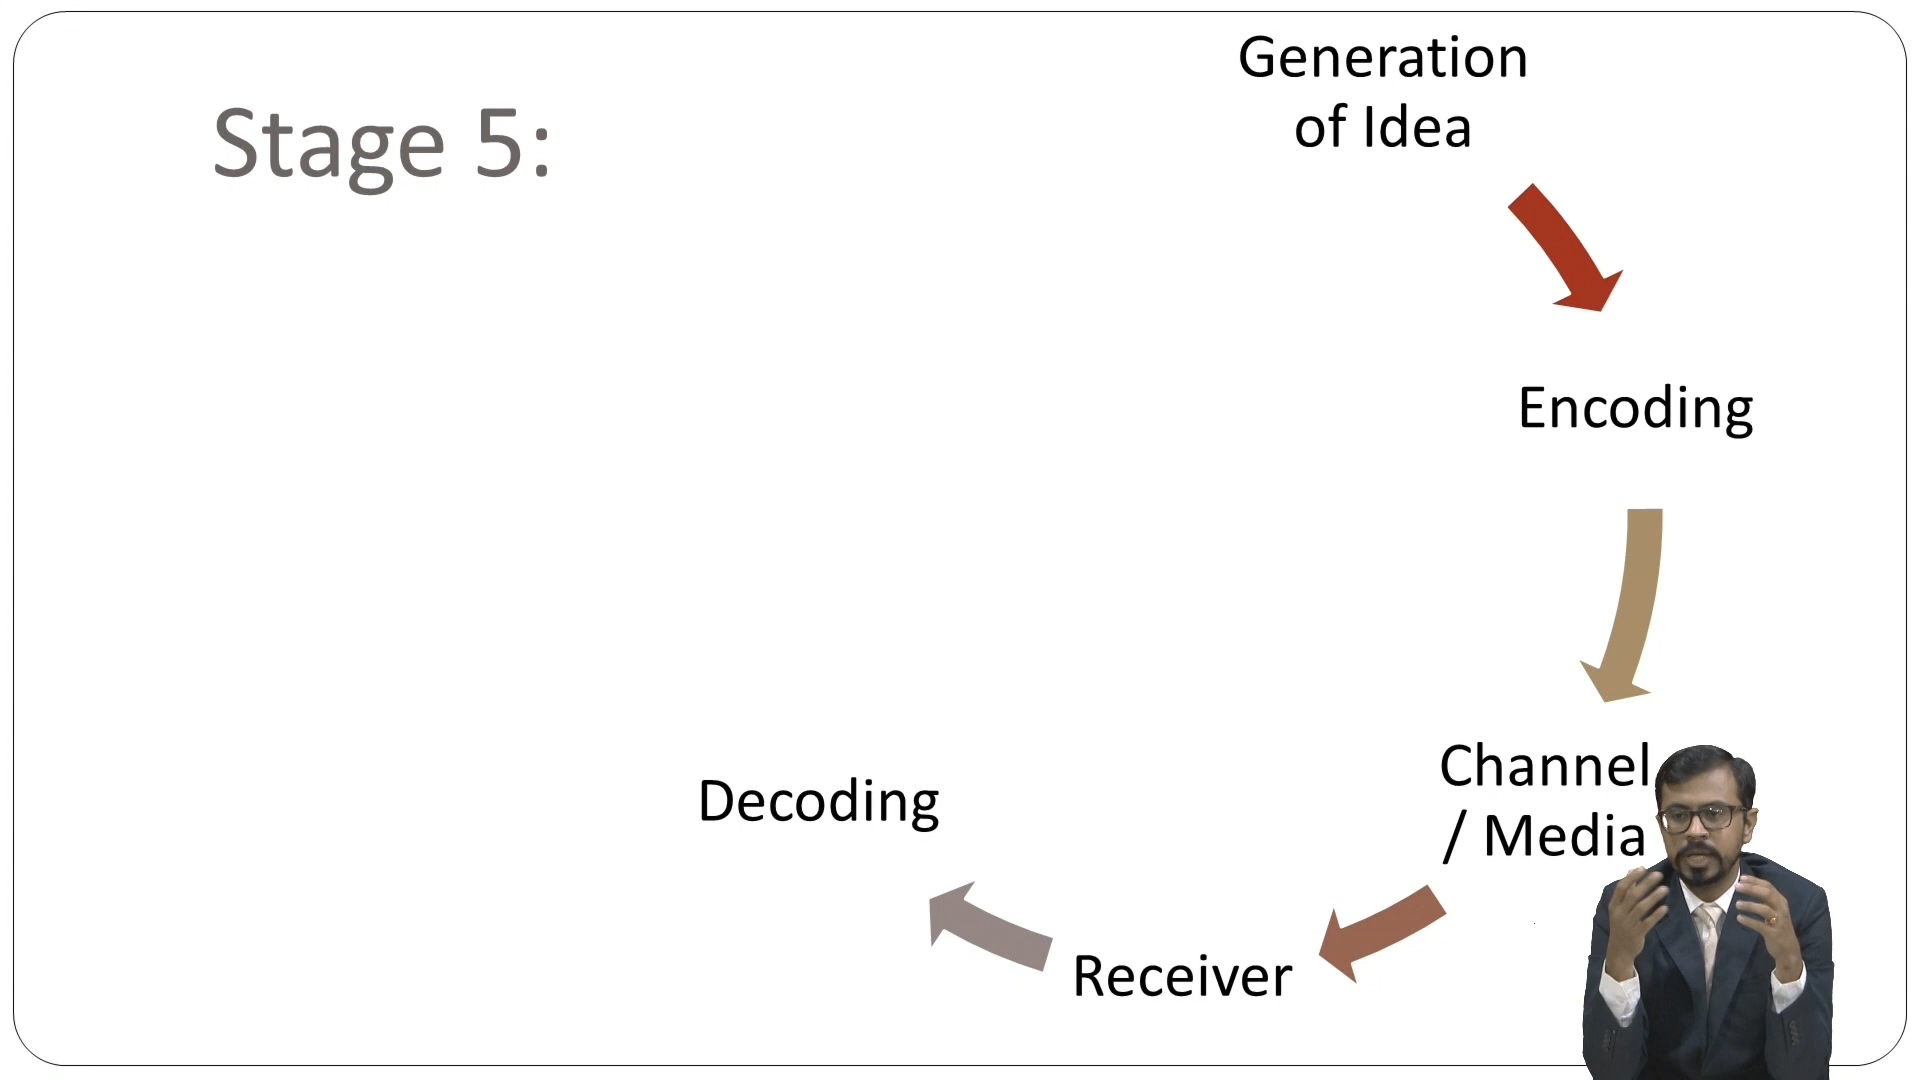 Stage 5:
Generation
of Idea
Encoding
Channel
/ Media
Receiver
Decoding